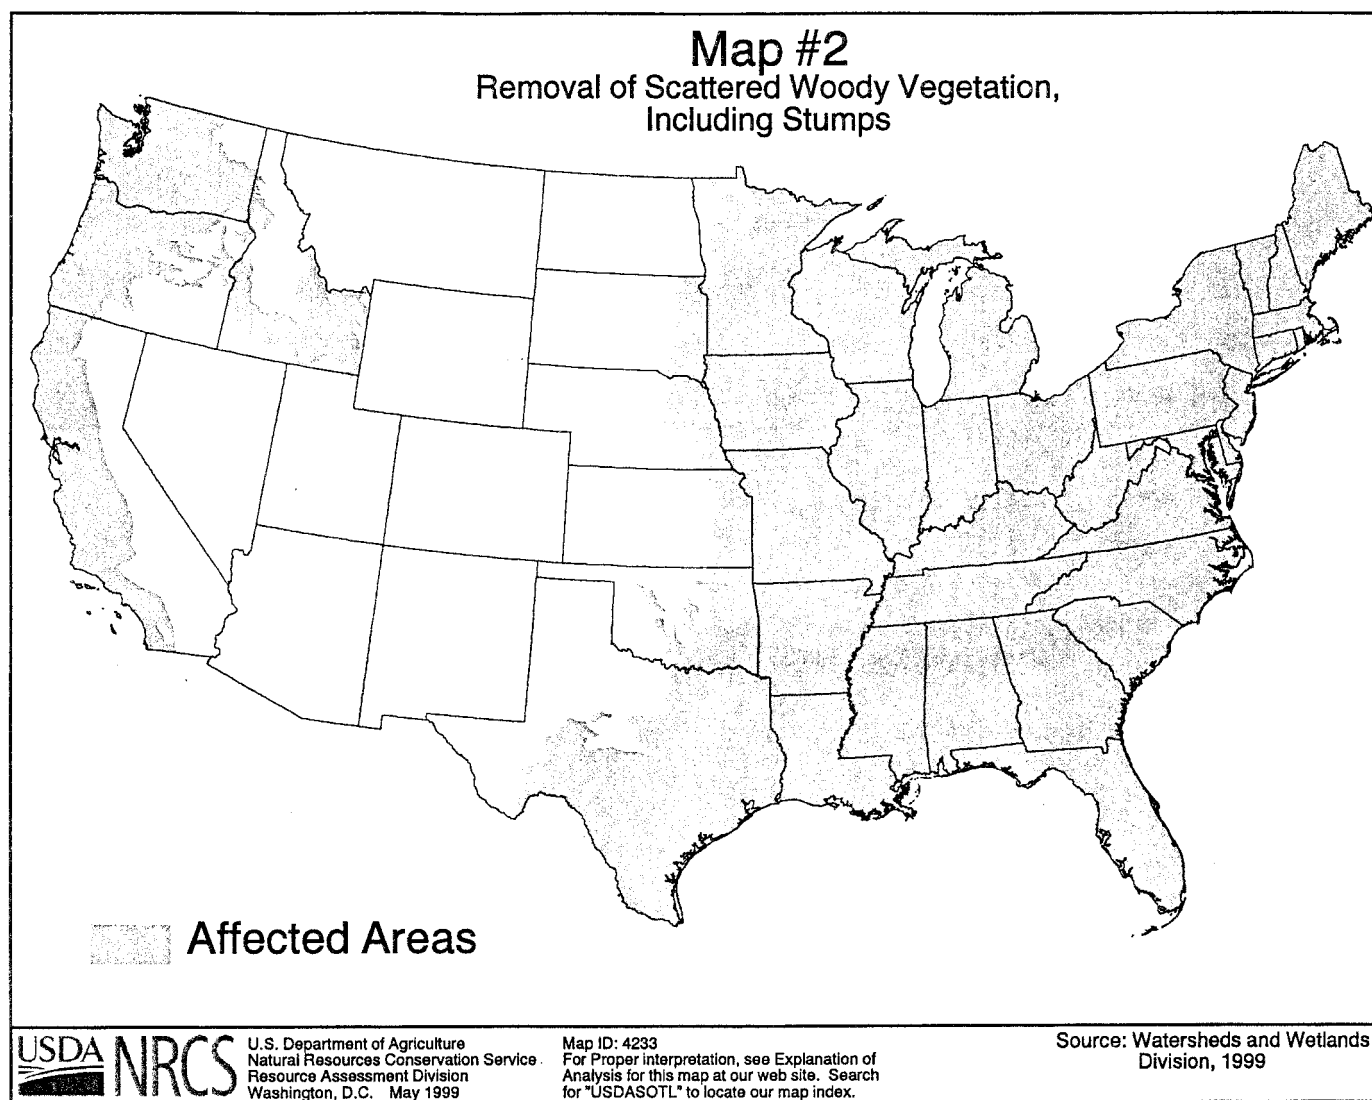 Map #2
Removal of Scattered Woody Vegetation,
Including Stumps
Affected Areas
USDA NRCS
U.S. Department of Agriculture
Natural Resources Conservation Service
Resource Assessment Division
Washington, D.C. May 1999
Map ID: 4233
For Proper interpretation, see Explanation of
Analysis for this map at our web site. Search
for "USDASOTL" to locate our map index.
Source: Watersheds and Wetlands
Division, 1999